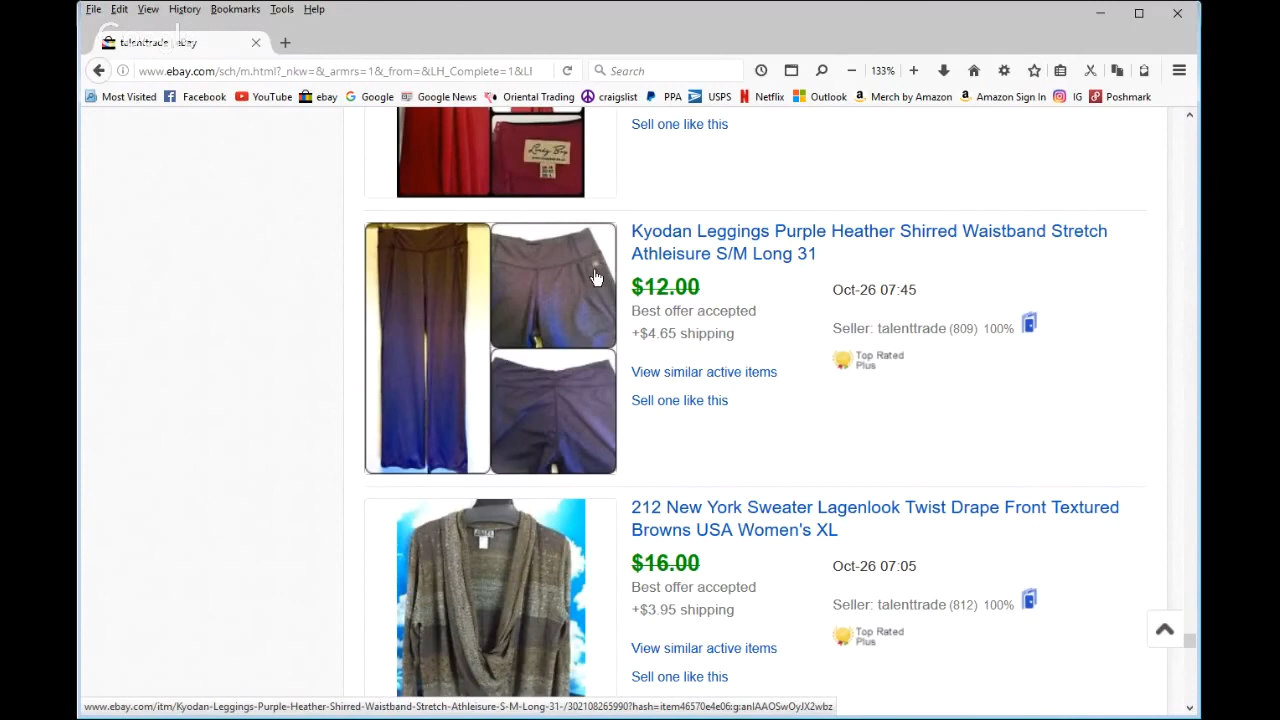 File Edit View History Bookmarks Tools Help
talenttrade | eBay
www.ebay.com/sch/m.html?_nkw=&_armrs=1&_from=&LH_Complete=1&LI
Search
133%
Most Visited Facebook YouTube ebay Google Google News Oriental Trading craigslist PPA USPS Netflix Outlook Merch by Amazon Amazon Sign In IG Poshmark
Sell one like this
Lindy Bop
Kyodan Leggings Purple Heather Shirred Waistband Stretch
Athleisure S/M Long 31
$12.00
Oct-26 07:45
Best offer accepted
+$4.65 shipping
Seller: talenttrade (809) 100%
Top Rated
Plus
View similar active items
Sell one like this
212 New York Sweater Lagenlook Twist Drape Front Textured
Browns USA Women's XL
$16.00
Oct-26 07:05
Best offer accepted
+$3.95 shipping
Seller: talenttrade (812) 100%
Top Rated
Plus
View similar active items
Sell one like this
www.ebay.com/itm/Kyodan-Leggings-Purple-Heather-Shirred-Waistband-Stretch-Athleisure-S-M-Long-31-/302108265990?hash=item46570e4e06:g:anIAAOSwOyJX2wbz